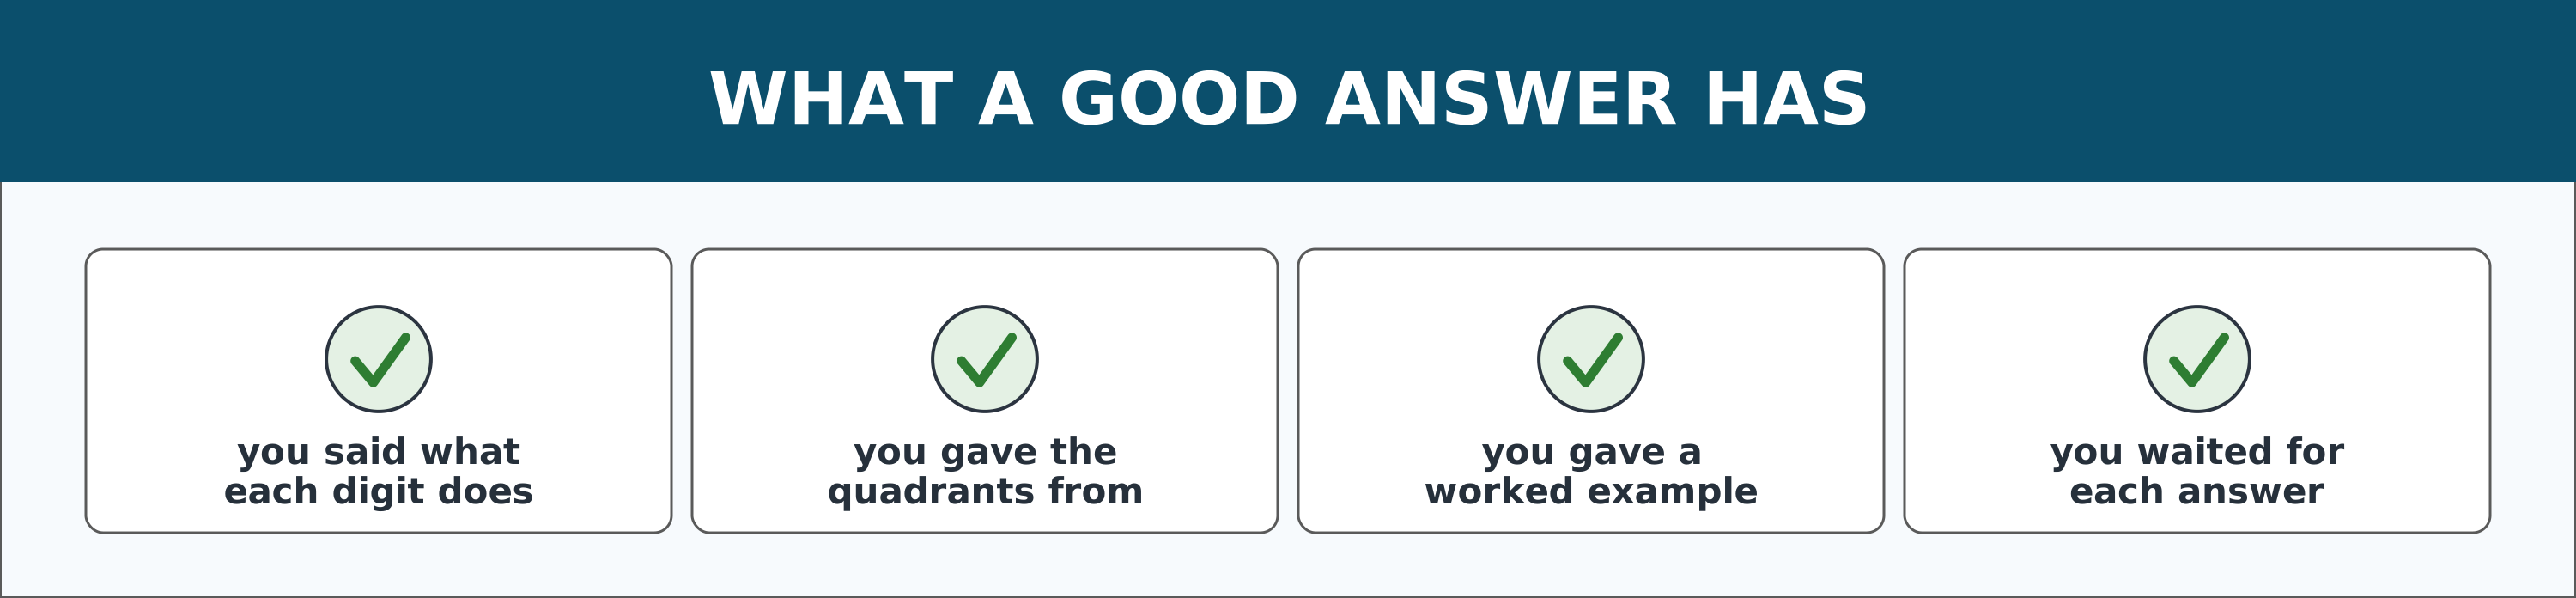 WHAT A GOOD ANSWER HAS
you said what
each digit does
you gave the
quadrants from
you gave a
worked example
you waited for
each answer